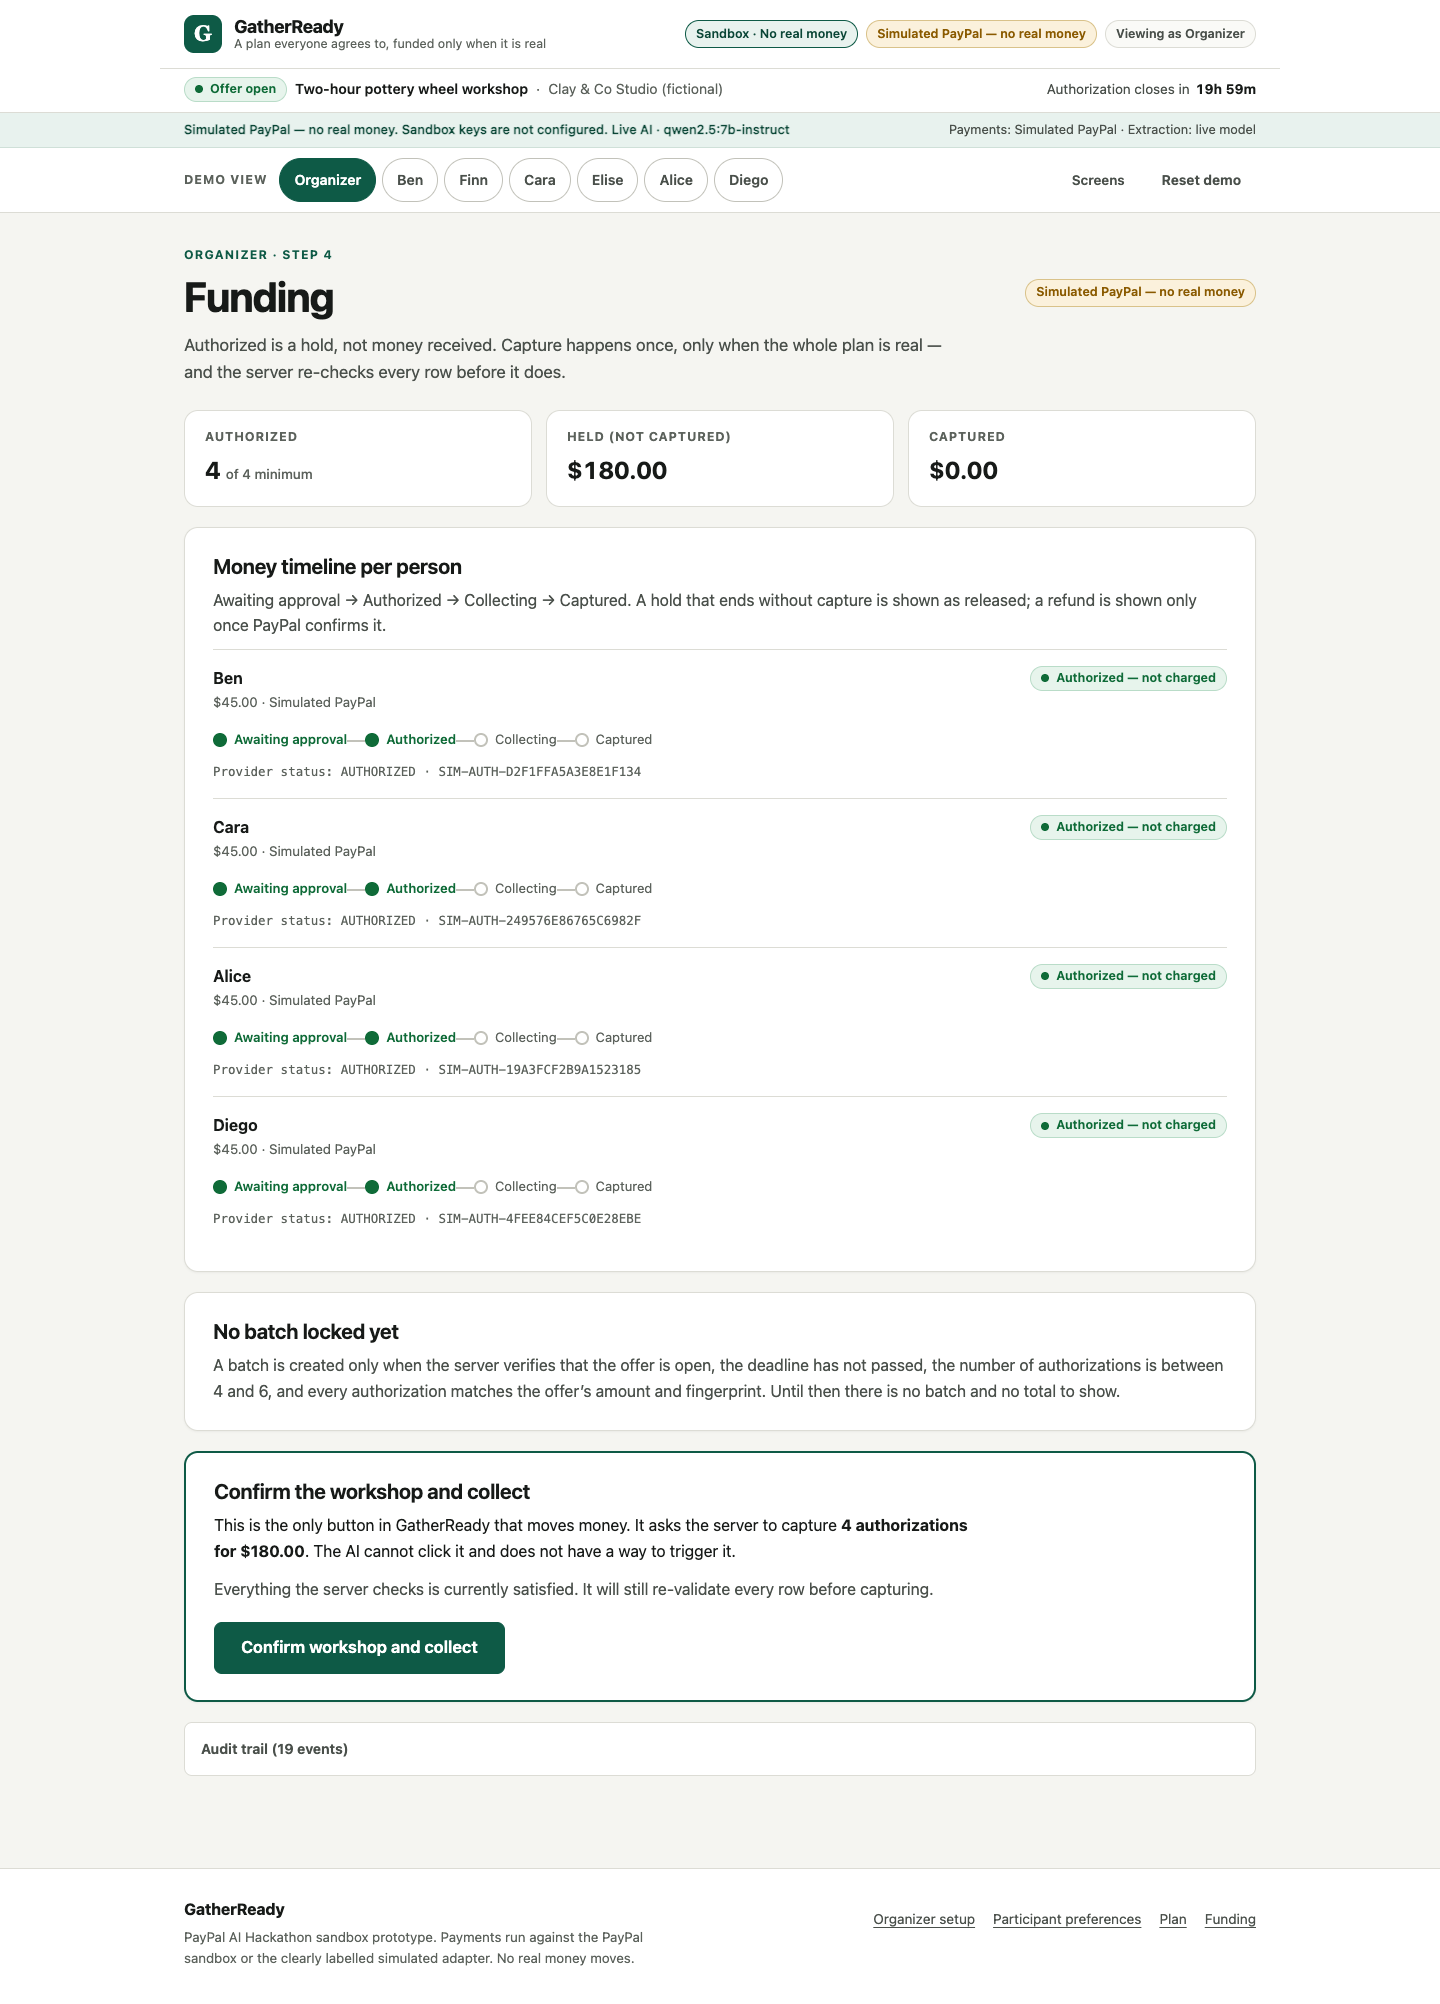 G
GatherReady
A plan everyone agrees to, funded only when it is real
Sandbox · No real money
Simulated PayPal — no real money
Viewing as Organizer
Offer open
Two-hour pottery wheel workshop · Clay & Co Studio (fictional)
Authorization closes in 19h 59m
Simulated PayPal — no real money. Sandbox keys are not configured. Live AI · qwen2.5:7b-instruct
Payments: Simulated PayPal · Extraction: live model
DEMO VIEW
Organizer
Ben
Finn
Cara
Elise
Alice
Diego
Screens
Reset demo
ORGANIZER · STEP 4
Funding
Simulated PayPal — no real money
Authorized is a hold, not money received. Capture happens once, only when the whole plan is real —
and the server re-checks every row before it does.
AUTHORIZED
4 of 4 minimum
HELD (NOT CAPTURED)
$180.00
CAPTURED
$0.00
Money timeline per person
Awaiting approval → Authorized → Collecting → Captured. A hold that ends without capture is shown as released; a refund is shown only
once PayPal confirms it.
Ben
Authorized — not charged
$45.00 · Simulated PayPal
Awaiting approval
Authorized
Collecting
Captured
Provider status: AUTHORIZED · SIM-AUTH-D2F1FFA5A3E8E1F134
Cara
Authorized — not charged
$45.00 · Simulated PayPal
Awaiting approval
Authorized
Collecting
Captured
Provider status: AUTHORIZED · SIM-AUTH-249576E86765C6982F
Alice
Authorized — not charged
$45.00 · Simulated PayPal
Awaiting approval
Authorized
Collecting
Captured
Provider status: AUTHORIZED · SIM-AUTH-19A3FCF2B9A1523185
Diego
Authorized — not charged
$45.00 · Simulated PayPal
Awaiting approval
Authorized
Collecting
Captured
Provider status: AUTHORIZED · SIM-AUTH-4FEE84CEF5C0E28EBE
No batch locked yet
A batch is created only when the server verifies that the offer is open, the deadline has not passed, the number of authorizations is between
4 and 6, and every authorization matches the offer’s amount and fingerprint. Until then there is no batch and no total to show.
Confirm the workshop and collect
This is the only button in GatherReady that moves money. It asks the server to capture 4 authorizations
for $180.00. The AI cannot click it and does not have a way to trigger it.
Everything the server checks is currently satisfied. It will still re-validate every row before capturing.
Confirm workshop and collect
Audit trail (19 events)
GatherReady
PayPal AI Hackathon sandbox prototype. Payments run against the PayPal
sandbox or the clearly labelled simulated adapter. No real money moves.
Organizer setup
Participant preferences
Plan
Funding